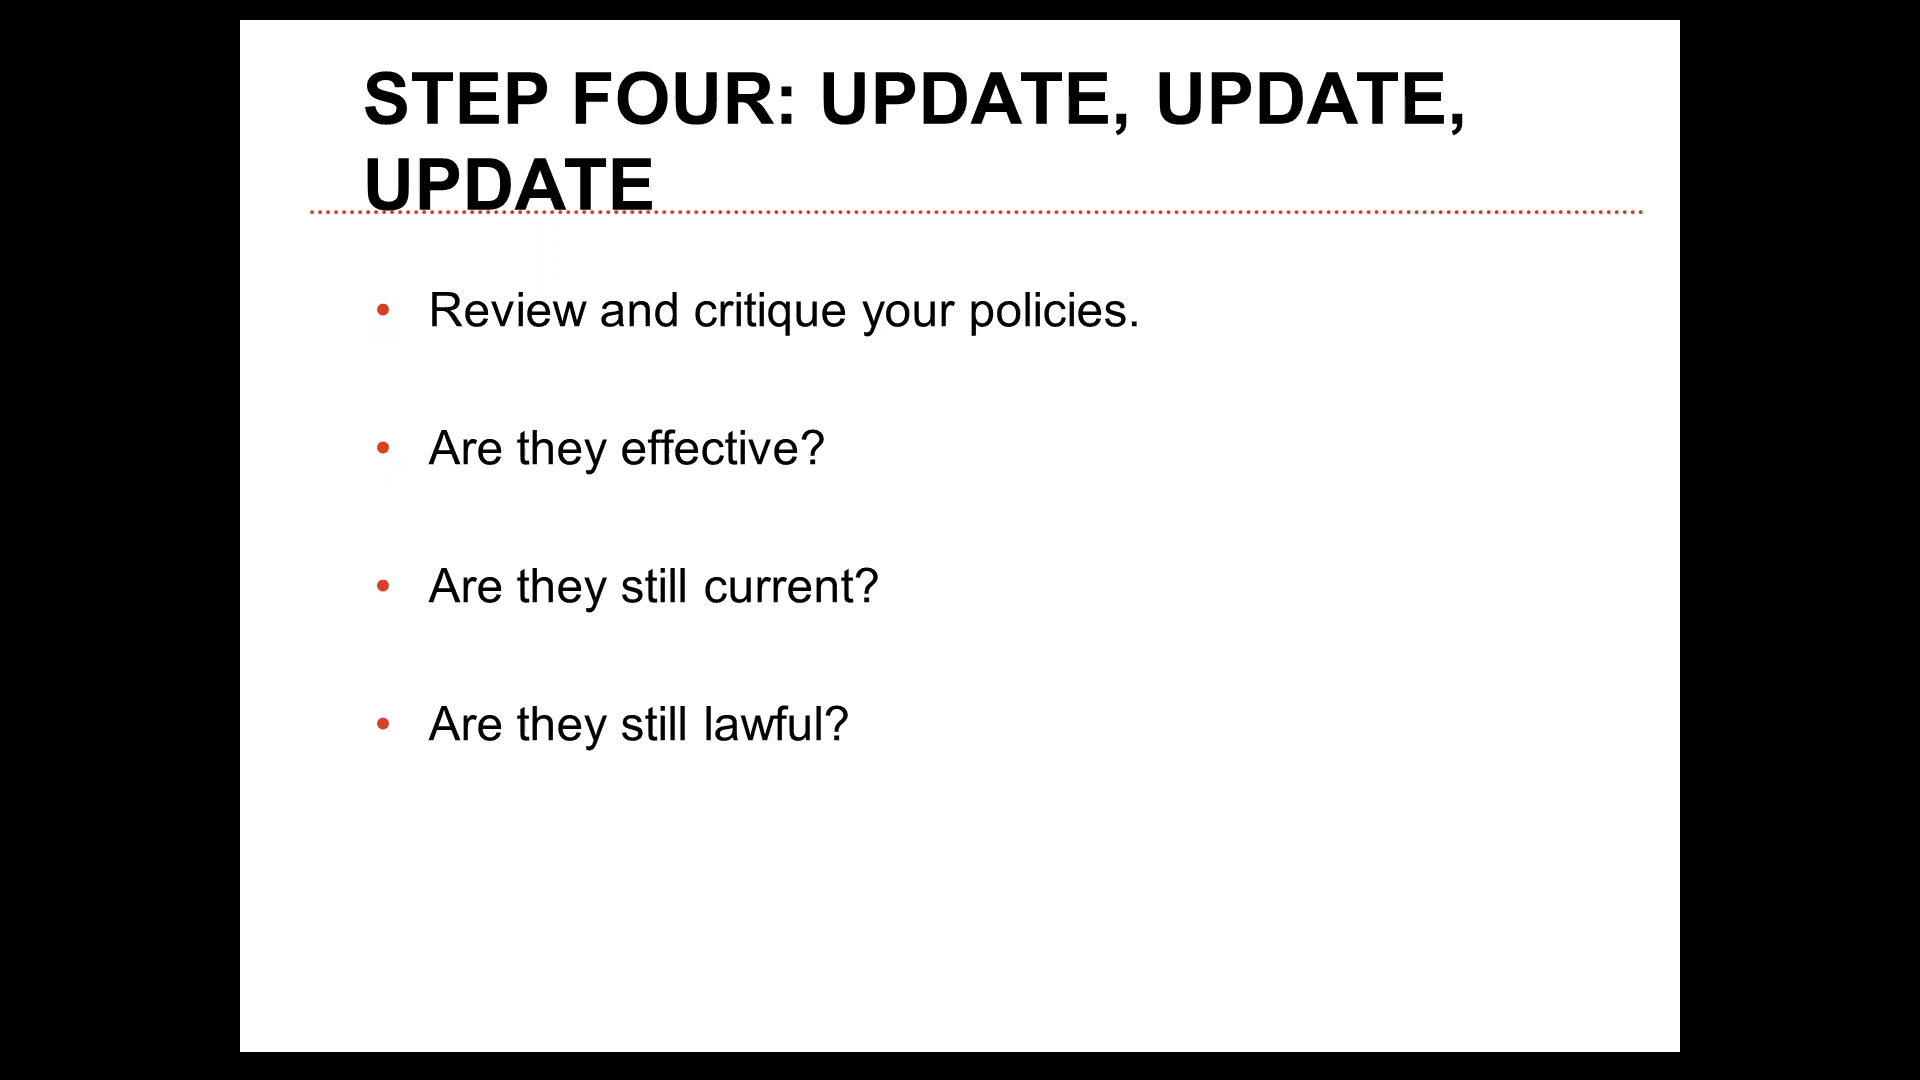 STEP FOUR: UPDATE, UPDATE,
UPDATE
• Review and critique your policies.
• Are they effective?
• Are they still current?
• Are they still lawful?